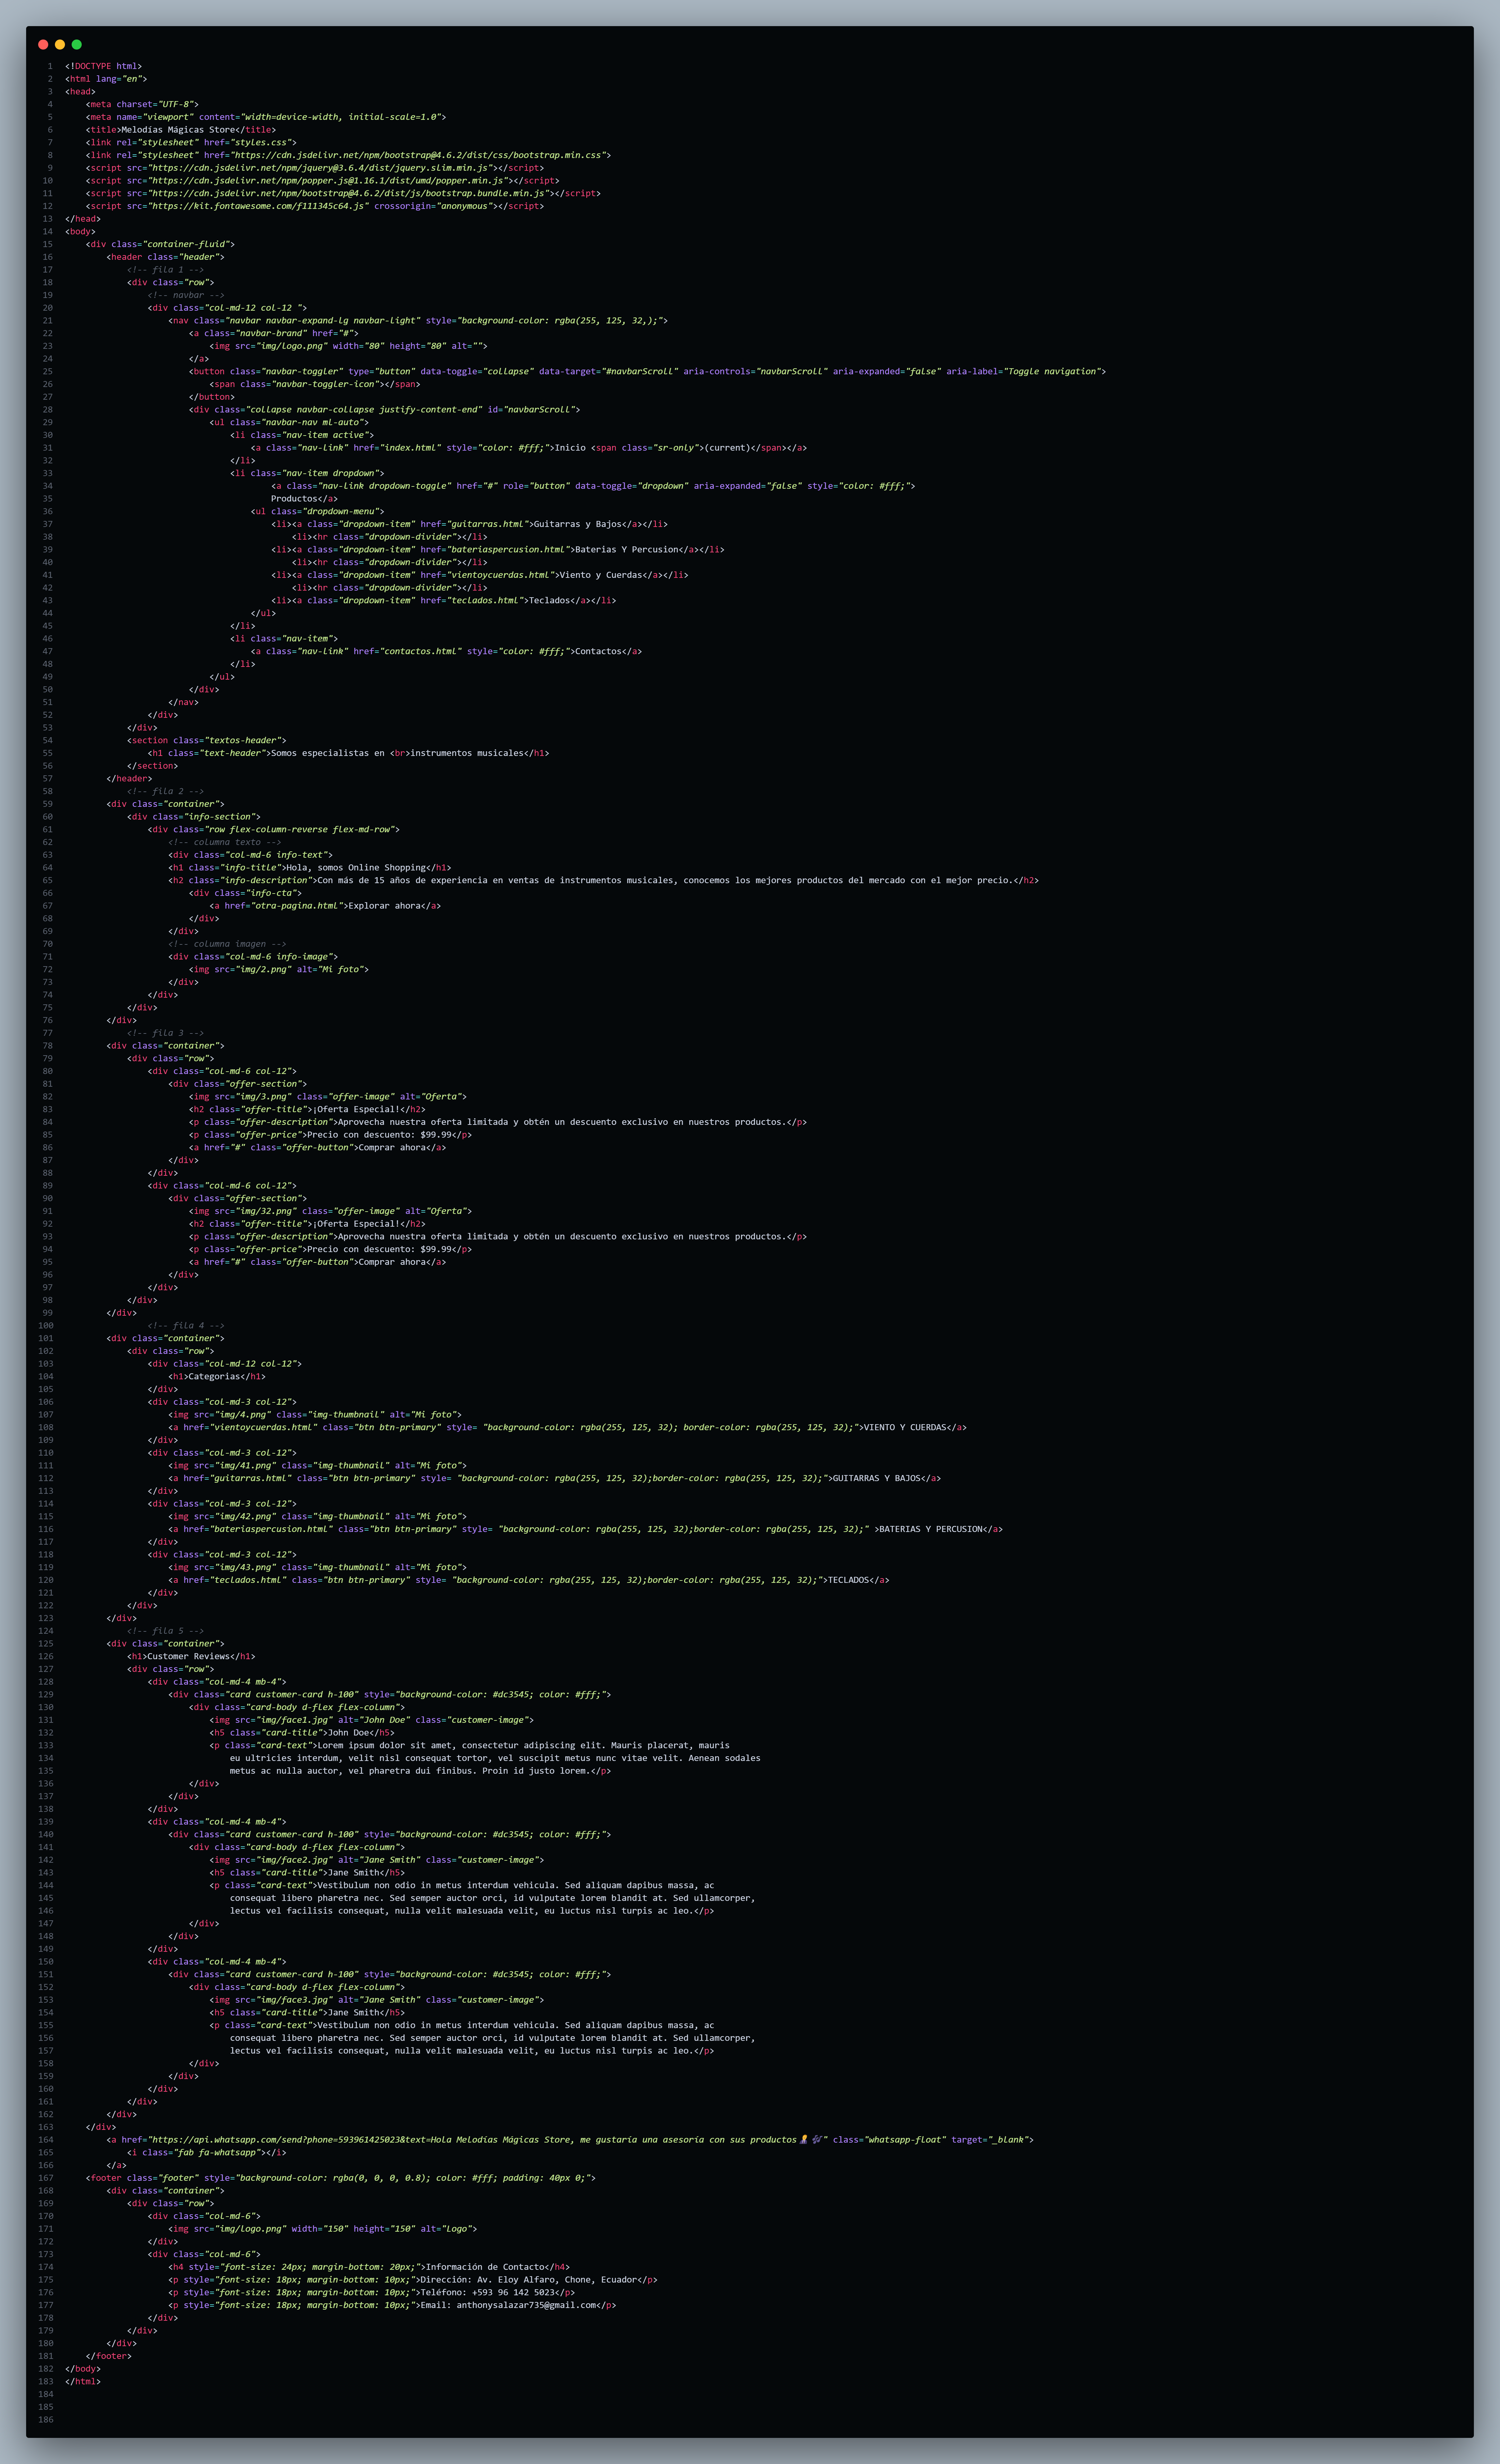 1 <!DOCTYPE html>
2 <html lang="en">
3 <head>
4     <meta charset="UTF-8">
5     <meta name="viewport" content="width=device-width, initial-scale=1.0">
6     <title>Melodías Mágicas Store</title>
7     <link rel="stylesheet" href="styles.css">
8     <link rel="stylesheet" href="https://cdn.jsdelivr.net/npm/bootstrap@4.6.2/dist/css/bootstrap.min.css">
9     <script src="https://cdn.jsdelivr.net/npm/jquery@3.6.4/dist/jquery.slim.min.js"></script>
10     <script src="https://cdn.jsdelivr.net/npm/popper.js@1.16.1/dist/umd/popper.min.js"></script>
11     <script src="https://cdn.jsdelivr.net/npm/bootstrap@4.6.2/dist/js/bootstrap.bundle.min.js"></script>
12     <script src="https://kit.fontawesome.com/f111345c64.js" crossorigin="anonymous"></script>
13 </head>
14 <body>
15     <div class="container-fluid">
16         <header class="header">
17             <!-- fila 1 -->
18             <div class="row">
19                 <!-- navbar -->
20                 <div class="col-md-12 col-12 ">
21                     <nav class="navbar navbar-expand-lg navbar-light" style="background-color: rgba(255, 125, 32,);">
22                         <a class="navbar-brand" href="#">
23                             <img src="img/logo.png" width="80" height="80" alt="">
24                         </a>
25                         <button class="navbar-toggler" type="button" data-toggle="collapse" data-target="#navbarScroll" aria-controls="navbarScroll" aria-expanded="false" aria-label="Toggle navigation">
26                             <span class="navbar-toggler-icon"></span>
27                         </button>
28                         <div class="collapse navbar-collapse justify-content-end" id="navbarScroll">
29                             <ul class="navbar-nav ml-auto">
30                                 <li class="nav-item active">
31                                     <a class="nav-link" href="index.html" style="color: #fff;">Inicio <span class="sr-only">(current)</span></a>
32                                 </li>
33                                 <li class="nav-item dropdown">
34                                         <a class="nav-link dropdown-toggle" href="#" role="button" data-toggle="dropdown" aria-expanded="false" style="color: #fff;">
35                                         Productos</a>
36                                     <ul class="dropdown-menu">
37                                         <li><a class="dropdown-item" href="guitarras.html">Guitarras y Bajos</a></li>
38                                             <li><hr class="dropdown-divider"></li>
39                                         <li><a class="dropdown-item" href="bateriaspercusion.html">Baterias Y Percusion</a></li>
40                                             <li><hr class="dropdown-divider"></li>
41                                         <li><a class="dropdown-item" href="vientoycuerdas.html">Viento y Cuerdas</a></li>
42                                             <li><hr class="dropdown-divider"></li>
43                                         <li><a class="dropdown-item" href="teclados.html">Teclados</a></li>
44                                     </ul>
45                                 </li>
46                                 <li class="nav-item">
47                                     <a class="nav-link" href="contactos.html" style="color: #fff;">Contactos</a>
48                                 </li>
49                             </ul>
50                         </div>
51                     </nav>
52                 </div>
53             </div>
54             <section class="textos-header">
55                 <h1 class="text-header">Somos especialistas en <br>instrumentos musicales</h1>
56             </section>
57         </header>
58             <!-- fila 2 -->
59         <div class="container">
60             <div class="info-section">
61                 <div class="row flex-column-reverse flex-md-row">
62                     <!-- columna texto -->
63                     <div class="col-md-6 info-text">
64                     <h1 class="info-title">Hola, somos Online Shopping</h1>
65                     <h2 class="info-description">Con más de 15 años de experiencia en ventas de instrumentos musicales, conocemos los mejores productos del mercado con el mejor precio.</h2>
66                         <div class="info-cta">
67                             <a href="otra-pagina.html">Explorar ahora</a>
68                         </div>
69                     </div>
70                     <!-- columna imagen -->
71                     <div class="col-md-6 info-image">
72                         <img src="img/2.png" alt="Mi foto">
73                     </div>
74                 </div>
75             </div>
76         </div>
77             <!-- fila 3 -->
78         <div class="container">
79             <div class="row">
80                 <div class="col-md-6 col-12">
81                     <div class="offer-section">
82                         <img src="img/3.png" class="offer-image" alt="Oferta">
83                         <h2 class="offer-title">¡Oferta Especial!</h2>
84                         <p class="offer-description">Aprovecha nuestra oferta limitada y obtén un descuento exclusivo en nuestros productos.</p>
85                         <p class="offer-price">Precio con descuento: $99.99</p>
86                         <a href="#" class="offer-button">Comprar ahora</a>
87                     </div>
88                 </div>
89                 <div class="col-md-6 col-12">
90                     <div class="offer-section">
91                         <img src="img/32.png" class="offer-image" alt="Oferta">
92                         <h2 class="offer-title">¡Oferta Especial!</h2>
93                         <p class="offer-description">Aprovecha nuestra oferta limitada y obtén un descuento exclusivo en nuestros productos.</p>
94                         <p class="offer-price">Precio con descuento: $99.99</p>
95                         <a href="#" class="offer-button">Comprar ahora</a>
96                     </div>
97                 </div>
98             </div>
99         </div>
100                 <!-- fila 4 -->
101         <div class="container">
102             <div class="row">
103                 <div class="col-md-12 col-12">
104                     <h1>Categorias</h1>
105                 </div>
106                 <div class="col-md-3 col-12">
107                     <img src="img/4.png" class="img-thumbnail" alt="Mi foto">
108                     <a href="vientoycuerdas.html" class="btn btn-primary" style= "background-color: rgba(255, 125, 32); border-color: rgba(255, 125, 32);">VIENTO Y CUERDAS</a>
109                 </div>
110                 <div class="col-md-3 col-12">
111                     <img src="img/41.png" class="img-thumbnail" alt="Mi foto">
112                     <a href="guitarras.html" class="btn btn-primary" style= "background-color: rgba(255, 125, 32);border-color: rgba(255, 125, 32);">GUITARRAS Y BAJOS</a>
113                 </div>
114                 <div class="col-md-3 col-12">
115                     <img src="img/42.png" class="img-thumbnail" alt="Mi foto">
116                     <a href="bateriaspercusion.html" class="btn btn-primary" style= "background-color: rgba(255, 125, 32);border-color: rgba(255, 125, 32);" >BATERIAS Y PERCUSION</a>
117                 </div>
118                 <div class="col-md-3 col-12">
119                     <img src="img/43.png" class="img-thumbnail" alt="Mi foto">
120                     <a href="teclados.html" class="btn btn-primary" style= "background-color: rgba(255, 125, 32);border-color: rgba(255, 125, 32);">TECLADOS</a>
121                 </div>
122             </div>
123         </div>
124             <!-- fila 5 -->
125         <div class="container">
126             <h1>Customer Reviews</h1>
127             <div class="row">
128                 <div class="col-md-4 mb-4">
129                     <div class="card customer-card h-100" style="background-color: #dc3545; color: #fff;">
130                         <div class="card-body d-flex flex-column">
131                             <img src="img/face1.jpg" alt="John Doe" class="customer-image">
132                             <h5 class="card-title">John Doe</h5>
133                             <p class="card-text">Lorem ipsum dolor sit amet, consectetur adipiscing elit. Mauris placerat, mauris
134                                 eu ultricies interdum, velit nisl consequat tortor, vel suscipit metus nunc vitae velit. Aenean sodales
135                                 metus ac nulla auctor, vel pharetra dui finibus. Proin id justo lorem.</p>
136                         </div>
137                     </div>
138                 </div>
139                 <div class="col-md-4 mb-4">
140                     <div class="card customer-card h-100" style="background-color: #dc3545; color: #fff;">
141                         <div class="card-body d-flex flex-column">
142                             <img src="img/face2.jpg" alt="Jane Smith" class="customer-image">
143                             <h5 class="card-title">Jane Smith</h5>
144                             <p class="card-text">Vestibulum non odio in metus interdum vehicula. Sed aliquam dapibus massa, ac
145                                 consequat libero pharetra nec. Sed semper auctor orci, id vulputate lorem blandit at. Sed ullamcorper,
146                                 lectus vel facilisis consequat, nulla velit malesuada velit, eu luctus nisl turpis ac leo.</p>
147                         </div>
148                     </div>
149                 </div>
150                 <div class="col-md-4 mb-4">
151                     <div class="card customer-card h-100" style="background-color: #dc3545; color: #fff;">
152                         <div class="card-body d-flex flex-column">
153                             <img src="img/face3.jpg" alt="Jane Smith" class="customer-image">
154                             <h5 class="card-title">Jane Smith</h5>
155                             <p class="card-text">Vestibulum non odio in metus interdum vehicula. Sed aliquam dapibus massa, ac
156                                 consequat libero pharetra nec. Sed semper auctor orci, id vulputate lorem blandit at. Sed ullamcorper,
157                                 lectus vel facilisis consequat, nulla velit malesuada velit, eu luctus nisl turpis ac leo.</p>
158                         </div>
159                     </div>
160                 </div>
161             </div>
162         </div>
163     </div>
164         <a href="https://api.whatsapp.com/send?phone=593961425023&text=Hola Melodías Mágicas Store, me gustaría una asesoría con sus productos🤵🎶" class="whatsapp-float" target="_blank">
165             <i class="fab fa-whatsapp"></i>
166         </a>
167     <footer class="footer" style="background-color: rgba(0, 0, 0, 0.8); color: #fff; padding: 40px 0;">
168         <div class="container">
169             <div class="row">
170                 <div class="col-md-6">
171                     <img src="img/logo.png" width="150" height="150" alt="Logo">
172                 </div>
173                 <div class="col-md-6">
174                     <h4 style="font-size: 24px; margin-bottom: 20px;">Información de Contacto</h4>
175                     <p style="font-size: 18px; margin-bottom: 10px;">Dirección: Av. Eloy Alfaro, Chone, Ecuador</p>
176                     <p style="font-size: 18px; margin-bottom: 10px;">Teléfono: +593 96 142 5023</p>
177                     <p style="font-size: 18px; margin-bottom: 10px;">Email: anthonysalazar735@gmail.com</p>
178                 </div>
179             </div>
180         </div>
181     </footer>
182 </body>
183 </html>
184
185
186